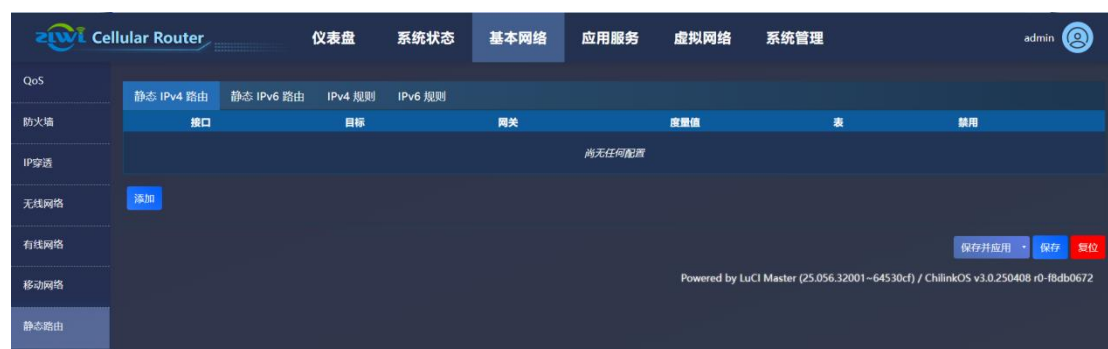 ziwi Cellular Router 仪表盘 系统状态 基本网络 应用服务 虚拟网络 系统管理 admin
QoS
静态 IPv4 路由 静态 IPv6 路由 IPv4 规则 IPv6 规则
防火墙
接口 目标 网关 度量值 表 禁用
尚无任何配置
IP穿透
无线网络
添加
有线网络
保存并应用 保存 复位
移动网络
Powered by LuCI Master (25.056.32001~64530cf) / ChilinkOS v3.0.250408 r0-f8db0672
静态路由